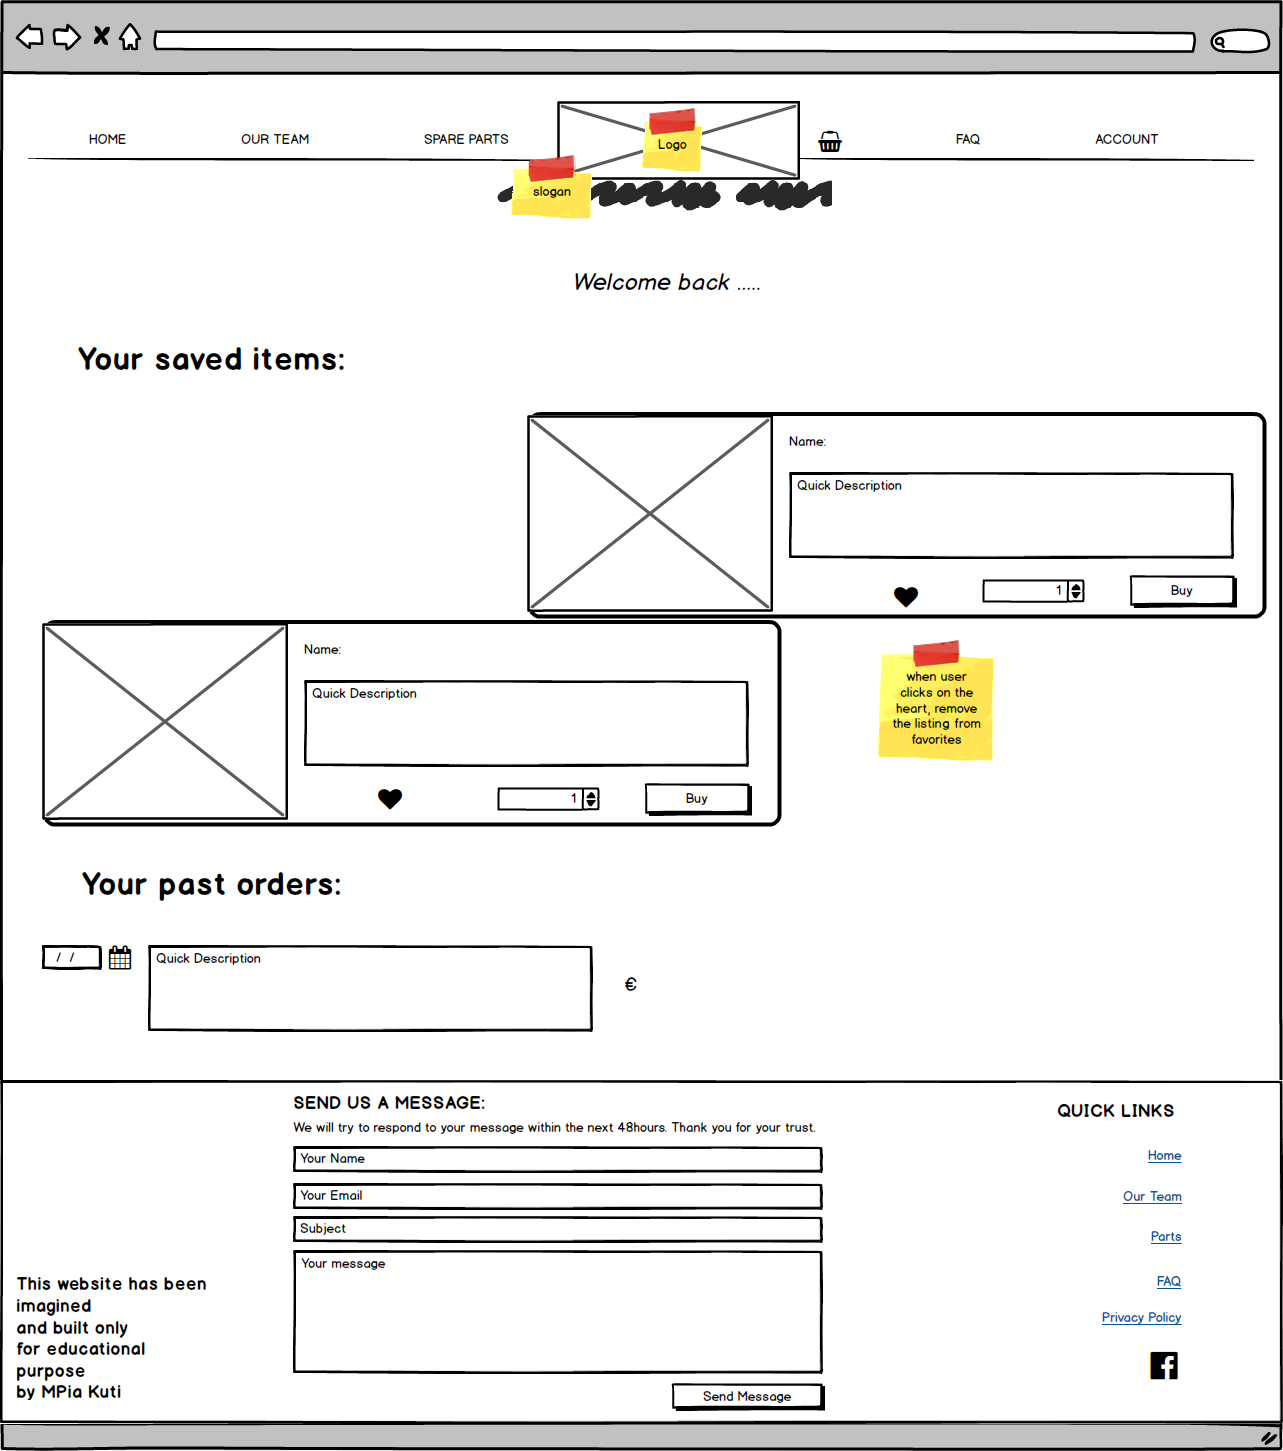 HOME
OUR TEAM
SPARE PARTS
Logo
FAQ
ACCOUNT
slogan
Welcome back .....
Your saved items:
Name:
Quick Description
1
Buy
Name:
Quick Description
1
Buy
when user
clicks on the
heart, remove
the listing from
favorites
Your past orders:
/ /
Quick Description
€
SEND US A MESSAGE:
We will try to respond to your message within the next 48hours. Thank you for your trust.
Your Name
Your Email
Subject
Your message
Send Message
QUICK LINKS
Home
Our Team
Parts
FAQ
Privacy Policy
This website has been
imagined
and built only
for educational
purpose
by MPia Kuti